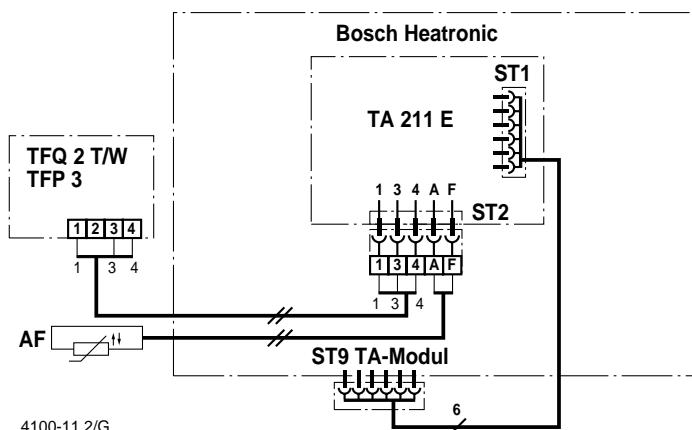 Bosch Heatronic
ST1
TA 211 E
TFQ 2 T/W
TFP 3
1 3 4 A F
ST2
1 2 3 4
1 3 4
1 3 4 A F
1 3 4
AF
ST9 TA-Modul
6
4100-11.2/G